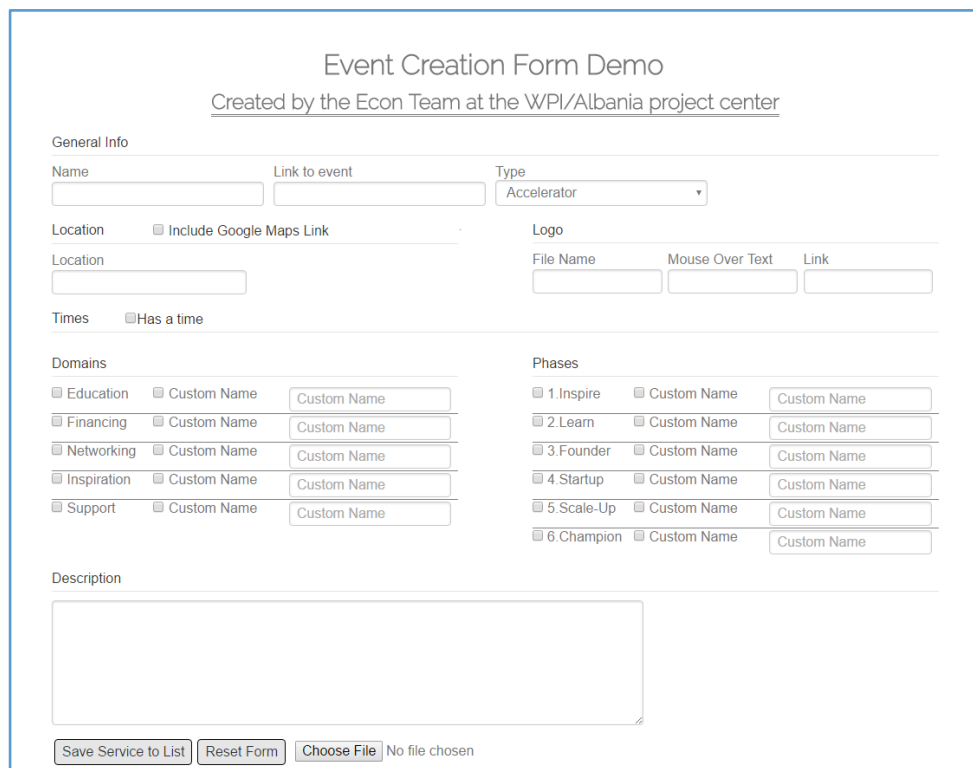 Event Creation Form Demo
Created by the Econ Team at the WPI/Albania project center
General Info
Name Link to event Type
Accelerator
Location Include Google Maps Link Logo
Location File Name Mouse Over Text Link
Times Has a time
Domains Phases
Education Custom Name Custom Name 1.Inspire Custom Name Custom Name
Financing Custom Name Custom Name 2.Learn Custom Name Custom Name
Networking Custom Name Custom Name 3.Founder Custom Name Custom Name
Inspiration Custom Name Custom Name 4.Startup Custom Name Custom Name
Support Custom Name Custom Name 5.Scale-Up Custom Name Custom Name
6.Champion Custom Name Custom Name
Description
Save Service to List Reset Form Choose File No file chosen